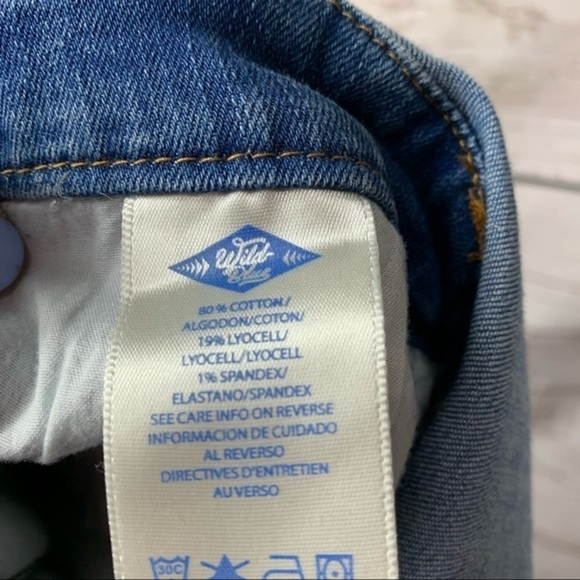 Wild
Blue
80 % COTTON/
ALGODON/COTON/
19% LYOCELL/
LYOCELL/LYOCELL
1% SPANDEX/
ELASTANO/SPANDEX
SEE CARE INFO ON REVERSE
INFORMACION DE CUIDADO
AL REVERSO
DIRECTIVES D'ENTRETIEN
AU VERSO
30C